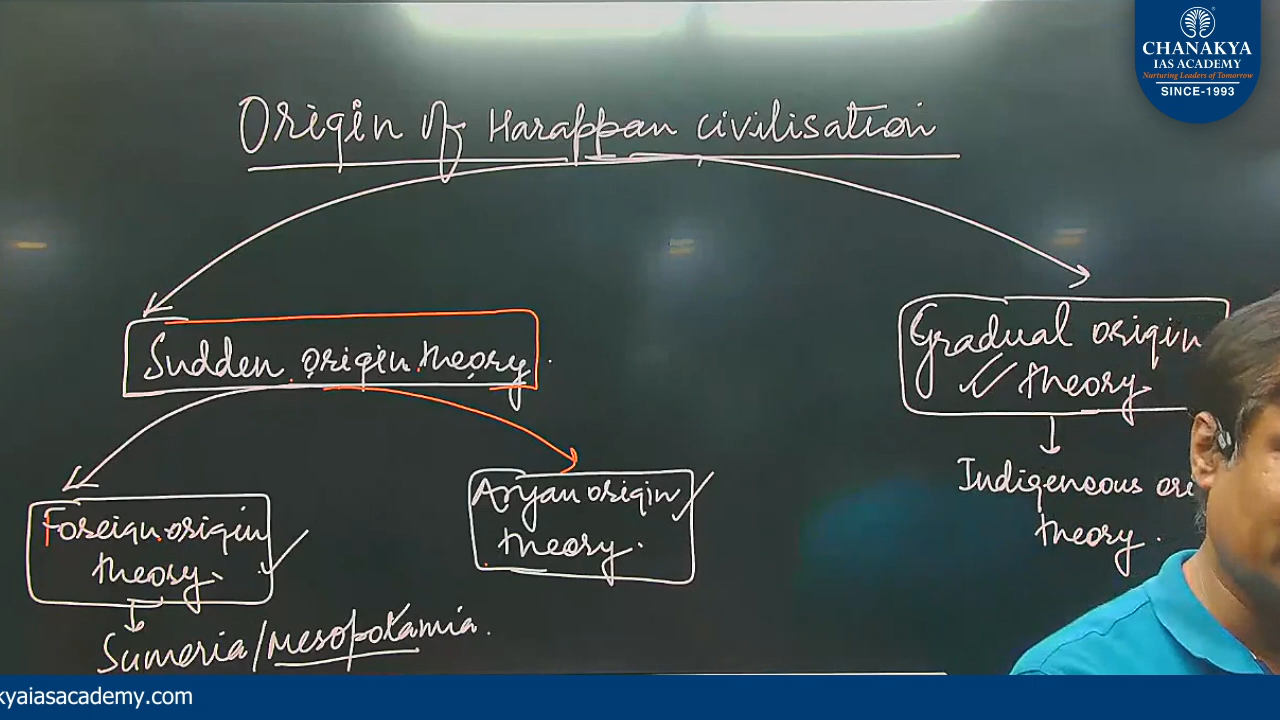 CHANAKYA
IAS ACADEMY
Nurturing Leaders of Tomorrow
SINCE-1993
Origin of Harappan civilisation
Sudden origin theory.
Gradual origin
theory.
Foreign origin
theory.
Aryan origin
theory.
Indigeneous
theory.
Sumeria/Mesopotamia.
kyaiasacademy.com